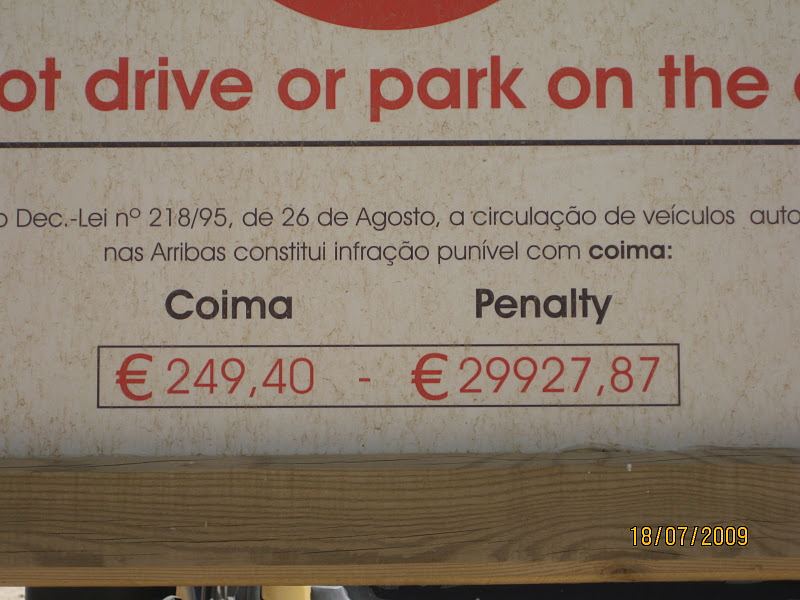 ot drive or park on the
o Dec.-Lei nº 218/95, de 26 de Agosto, a circulação de veículos auto
nas Arribas constitui infração punível com coima:
Coima Penalty
€ 249,40 - € 29927,87
18/07/2009